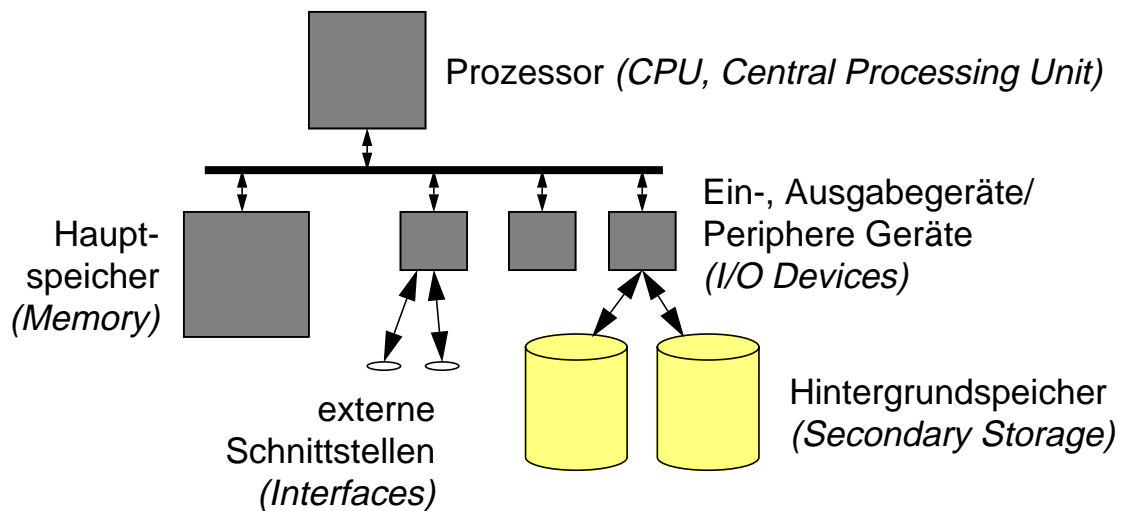 Prozessor (CPU, Central Processing Unit)
Ein-, Ausgabegeräte/
Periphere Geräte
(I/O Devices)
Haupt-
speicher
(Memory)
externe
Schnittstellen
(Interfaces)
Hintergrundspeicher
(Secondary Storage)